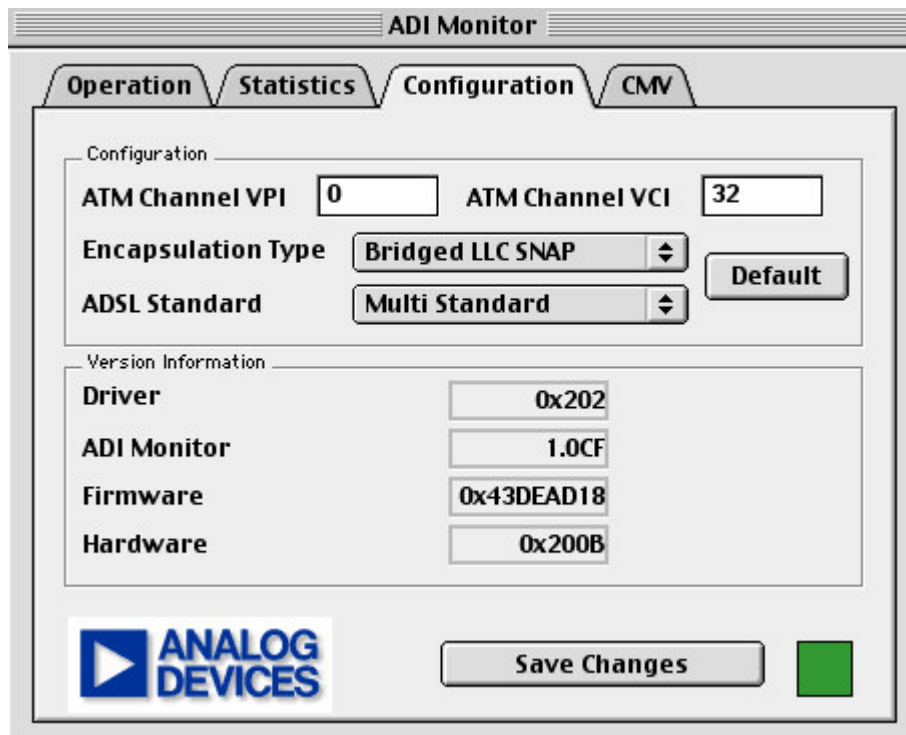 ADI Monitor
Operation Statistics Configuration CMV
Configuration
ATM Channel VPI 0 ATM Channel VCI 32
Encapsulation Type Bridged LLC SNAP
Default
ADSL Standard Multi Standard
Version Information
Driver 0x202
ADI Monitor 1.0CF
Firmware 0x43DEAD18
Hardware 0x200B
ANALOG
DEVICES
Save Changes